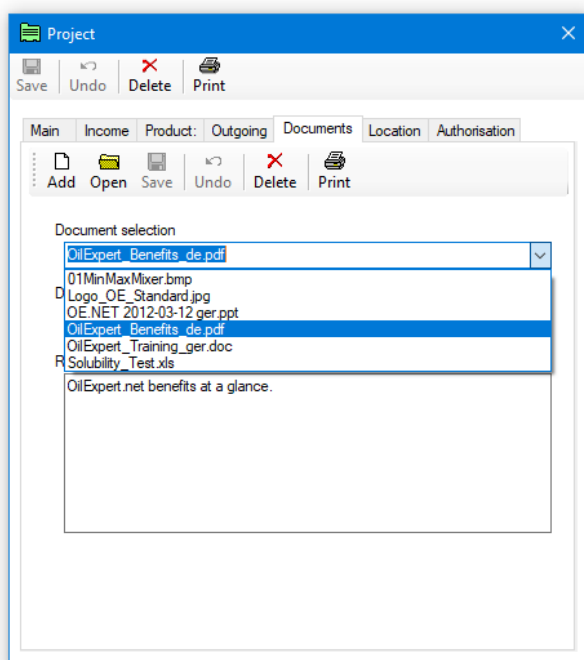 Project
Save Undo Delete Print
Main Income Product: Outgoing Documents Location Authorisation
Add Open Save Undo Delete Print
Document selection
OilExpert_Benefits_de.pdf
01MinMaxMixer.bmp
D Logo_OE_Standard.jpg
OE.NET 2012-03-12 ger.ppt
OilExpert_Benefits_de.pdf
OilExpert_Training_ger.doc
R Solubility_Test.xls
OilExpert.net benefits at a glance.